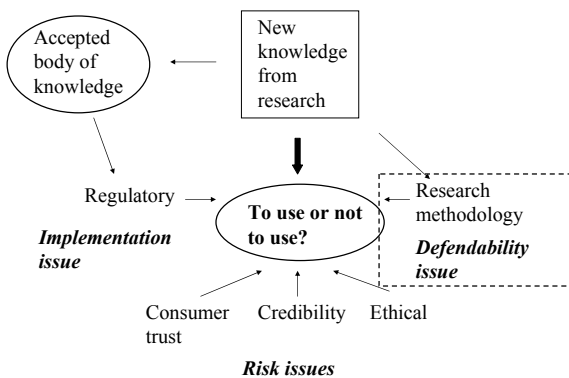 Accepted
body of
knowledge
New
knowledge
from
research
Regulatory
Implementation
issue
To use or not
to use?
Research
methodology
Defendability
issue
Consumer
trust
Credibility
Ethical
Risk issues